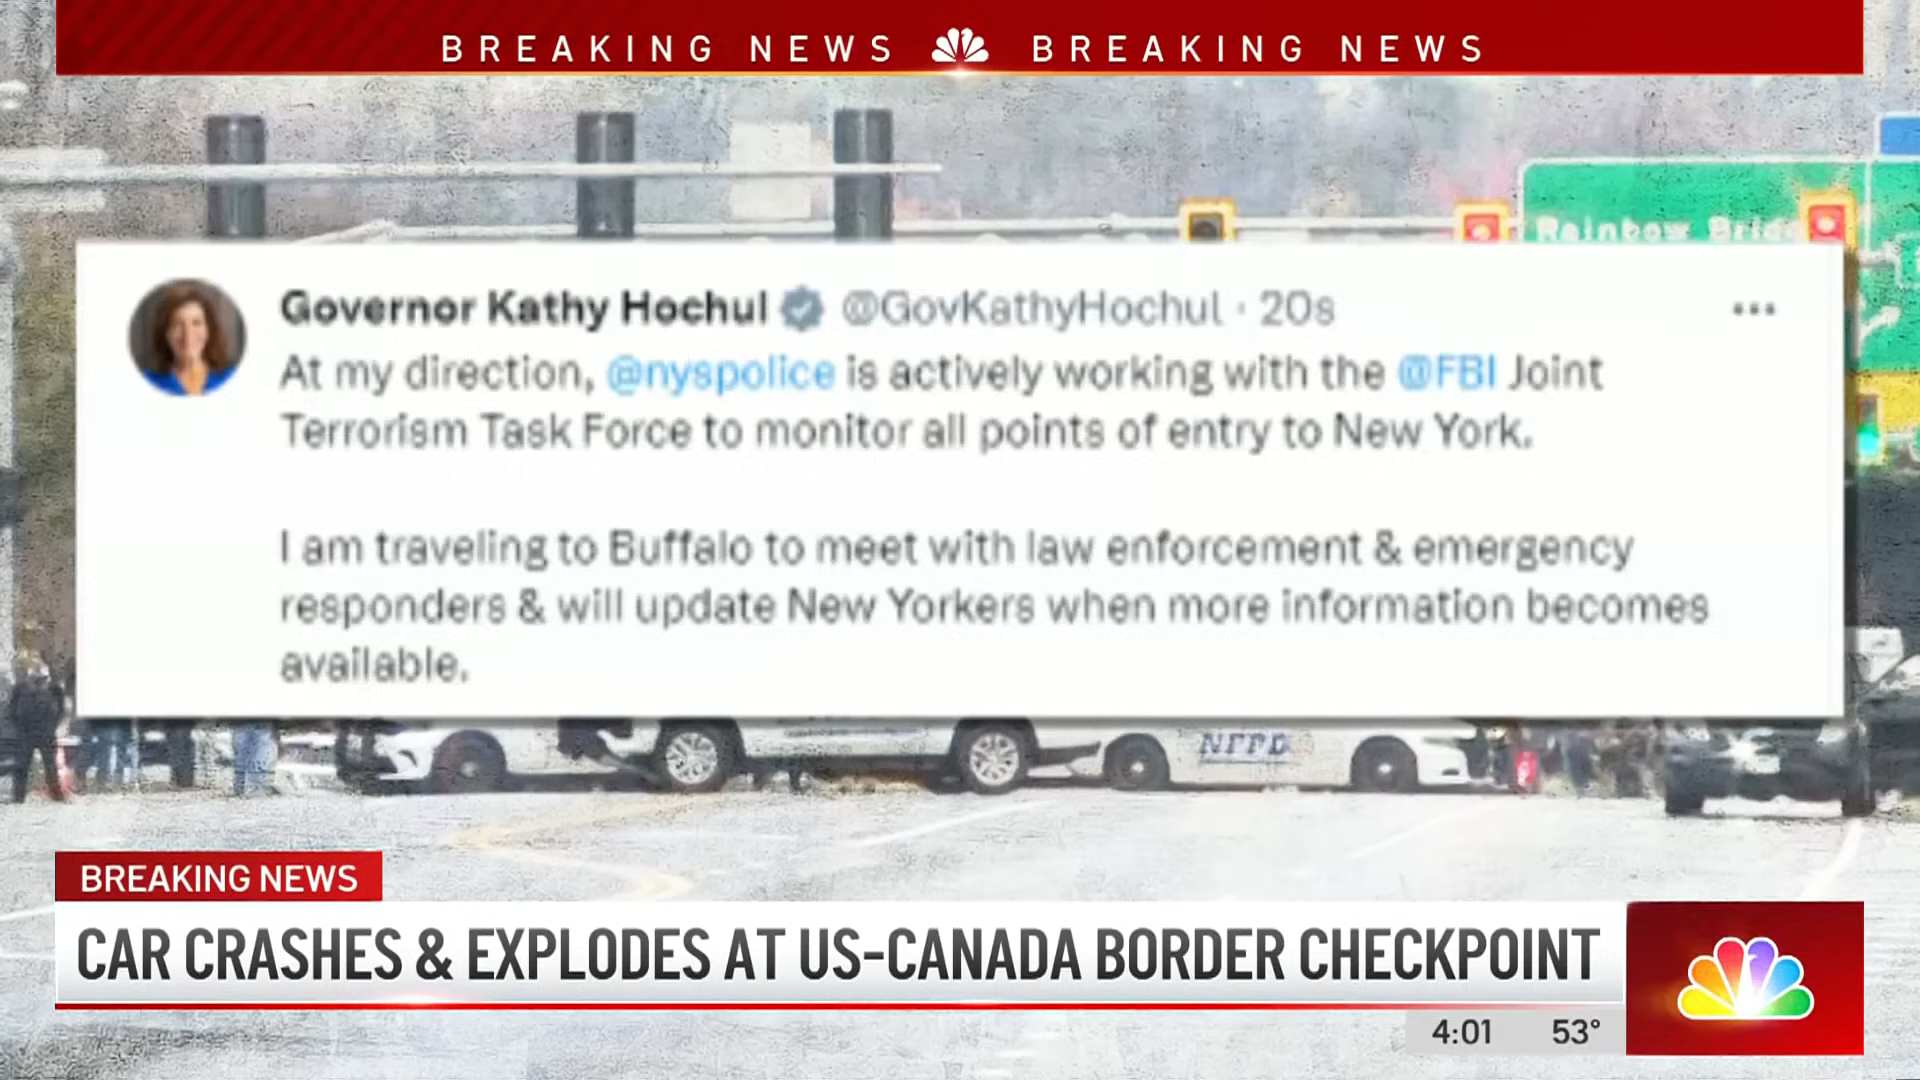 BREAKING NEWS BREAKING NEWS
Rainbow Bridg
Governor Kathy Hochul @GovKathyHochul · 20s
At my direction, @nyspolice is actively working with the @FBI Joint
Terrorism Task Force to monitor all points of entry to New York.
I am traveling to Buffalo to meet with law enforcement & emergency
responders & will update New Yorkers when more information becomes
available.
NFPD
BREAKING NEWS
CAR CRASHES & EXPLODES AT US-CANADA BORDER CHECKPOINT
4:01 53°